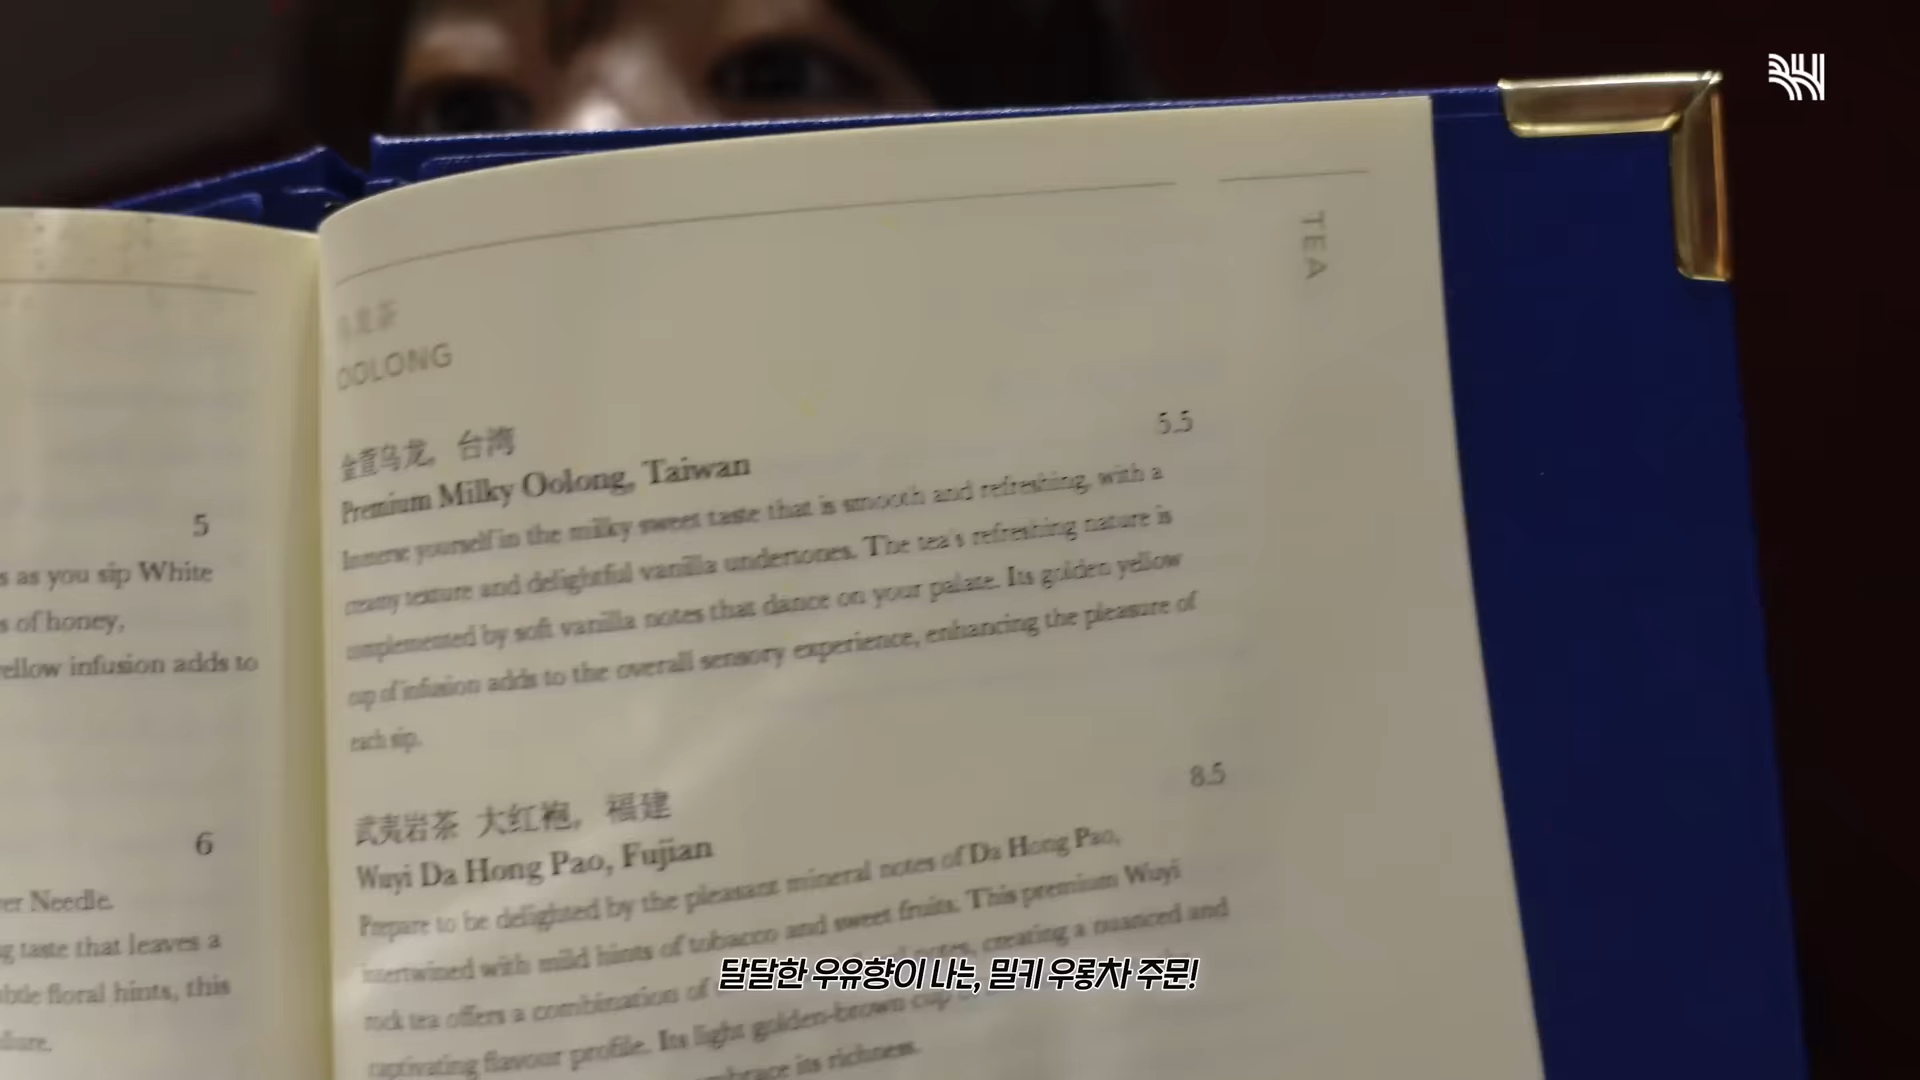 5
s as you sip White
s of honey,
ellow infusion adds to
6
er Needle.
g taste that leaves a
btle floral hints, this
TEA
乌龙茶
OOLONG
金萱乌龙，台湾
5.5
Premium Milky Oolong, Taiwan
Immerse yourself in the milky sweet taste that is smooth and refreshing, with a
creamy texture and delightful vanilla undertones. The tea's refreshing nature is
complemented by soft vanilla notes that dance on your palate. Its golden yellow
cup of infusion adds to the overall sensory experience, enhancing the pleasure of
each sip.
武夷岩茶 大红袍，福建
8.5
Wuyi Da Hong Pao, Fujian
Prepare to be delighted by the pleasant mineral notes of Da Hong Pao,
intertwined with mild hints of tobacco and sweet fruits. This premium Wuyi
rock tea offers a combination of notes, creating a nuanced and
captivating flavour profile. Its light golden-brown cup
its richness.
달달한 우유향이 나는, 밀키 우롱차 주문!